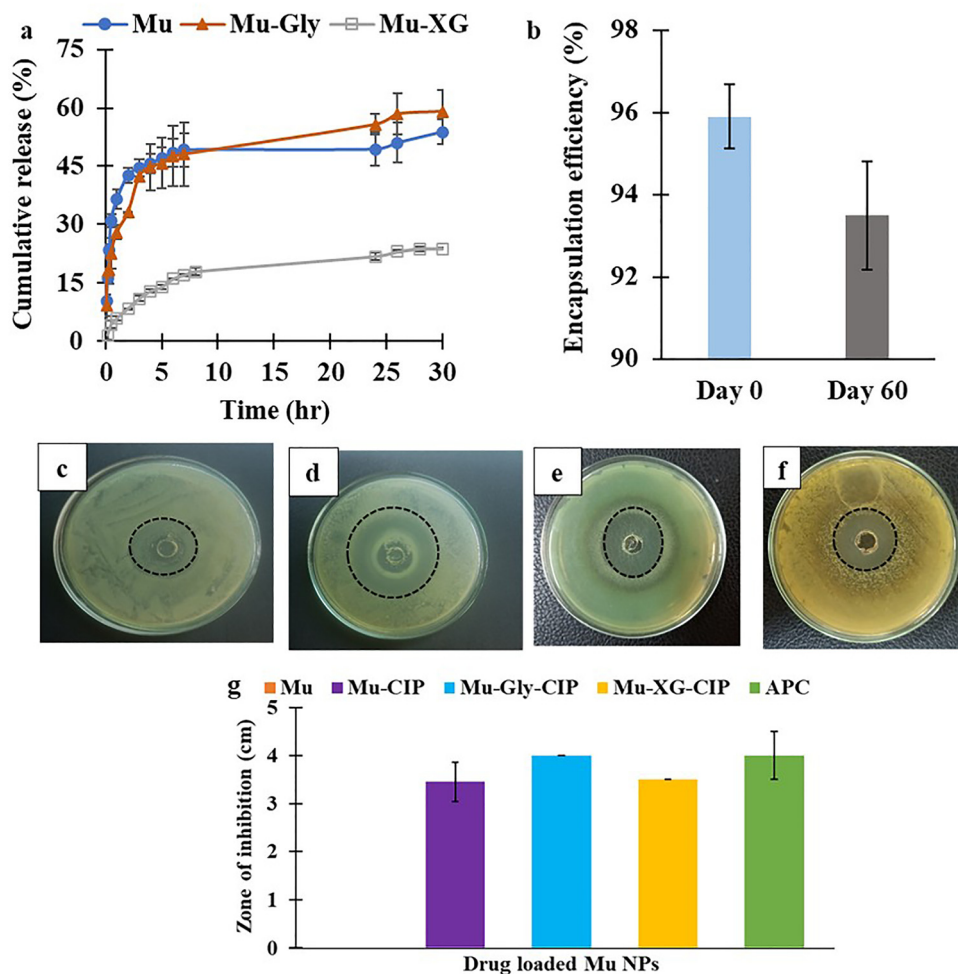 a Mu Mu-Gly Mu-XG
Cumulative release (%)
75
60
45
30
15
0
0 5 10 15 20 25 30
Time (hr)
b
Encapsulation efficiency (%)
98
96
94
92
90
Day 0 Day 60
c d e f
g Mu Mu-CIP Mu-Gly-CIP Mu-XG-CIP APC
Zone of inhibition (cm)
5
4
3
2
1
0
Drug loaded Mu NPs